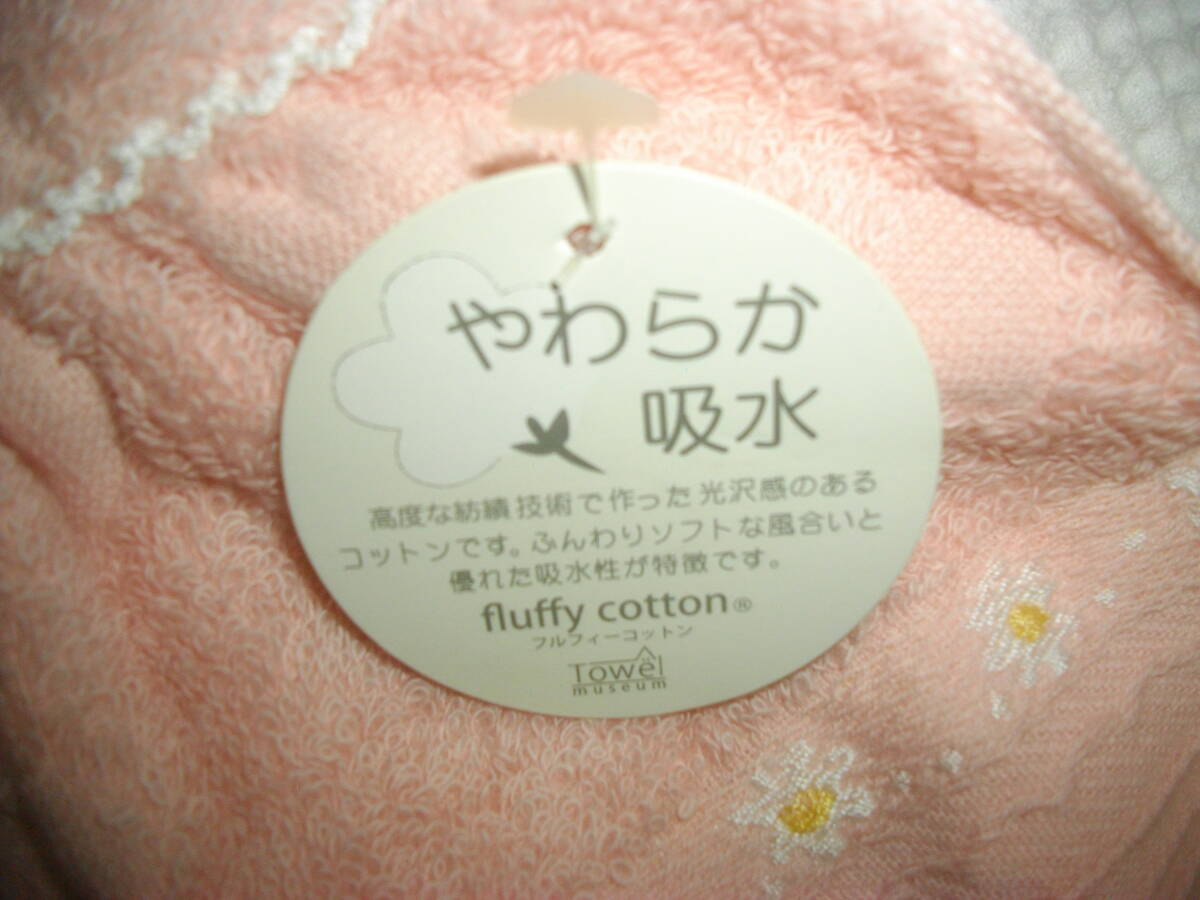 やわらか
吸水
高度な紡績技術で作った光沢感のある
コットンです。ふんわりソフトな風合いと
優れた吸水性が特徴です。
fluffy cotton®
フルフィーコットン
Towël
museum